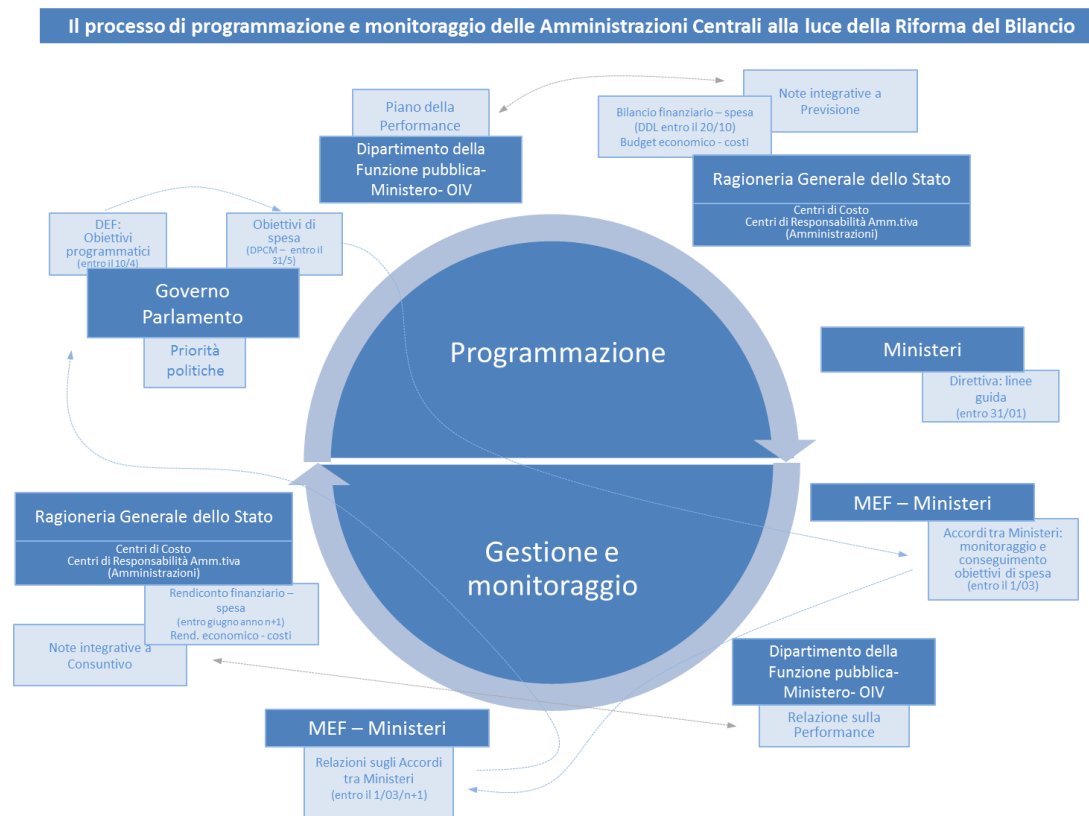 Il processo di programmazione e monitoraggio delle Amministrazioni Centrali alla luce della Riforma del Bilancio
Piano della
Performance
Dipartimento della
Funzione pubblica-
Ministero- OIV
Note integrative a
Previsione
Bilancio finanziario – spesa
(DDL entro il 20/10)
Budget economico - costi
Ragioneria Generale dello Stato
Centri di Costo
Centri di Responsabilità Amm.tiva
(Amministrazioni)
DEF:
Obiettivi
programmatici
(entro il 10/4)
Obiettivi di
spesa
(DPCM – entro il
31/5)
Governo
Parlamento
Priorità
politiche
Programmazione
Ministeri
Direttiva: linee
guida
(entro 31/01)
MEF – Ministeri
Accordi tra Ministeri:
monitoraggio e
conseguimento
obiettivi di spesa
(entro il 1/03)
Gestione e
monitoraggio
Ragioneria Generale dello Stato
Centri di Costo
Centri di Responsabilità Amm.tiva
(Amministrazioni)
Rendiconto finanziario –
spesa
(entro giugno anno n+1)
Rend. economico - costi
Note integrative a
Consuntivo
Dipartimento della
Funzione pubblica-
Ministero- OIV
Relazione sulla
Performance
MEF – Ministeri
Relazioni sugli Accordi
tra Ministeri
(entro il 1/03/n+1)